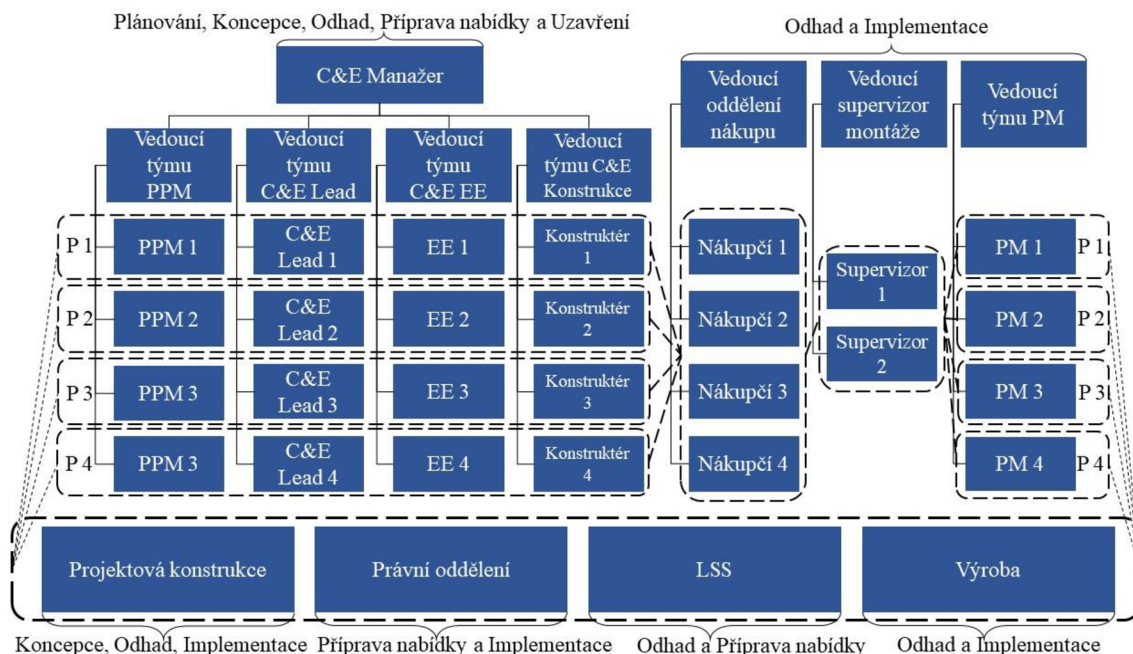 Plánování, Koncepce, Odhad, Příprava nabídky a Uzavření
Odhad a Implementace
C&E Manažer
Vedoucí
oddělení
nákupu
Vedoucí
supervizor
montáže
Vedoucí
týmu PM
Vedoucí
týmu
PPM
Vedoucí
týmu
C&E Lead
Vedoucí
týmu
C&E EE
Vedoucí
týmu C&E
Konstrukce
P 1
PPM 1
C&E
Lead 1
EE 1
Konstruktér
1
Nákupčí 1
PM 1
P 1
Supervizor
1
P 2
PPM 2
C&E
Lead 2
EE 2
Konstruktér
2
Nákupčí 2
PM 2
P 2
Supervizor
2
P 3
PPM 3
C&E
Lead 3
EE 3
Konstruktér
3
Nákupčí 3
PM 3
P 3
P 4
PPM 3
C&E
Lead 4
EE 4
Konstruktér
4
Nákupčí 4
PM 4
P 4
Projektová konstrukce
Právní oddělení
LSS
Výroba
Koncepce, Odhad, Implementace
Příprava nabídky a Implementace
Odhad a Příprava nabídky
Odhad a Implementace